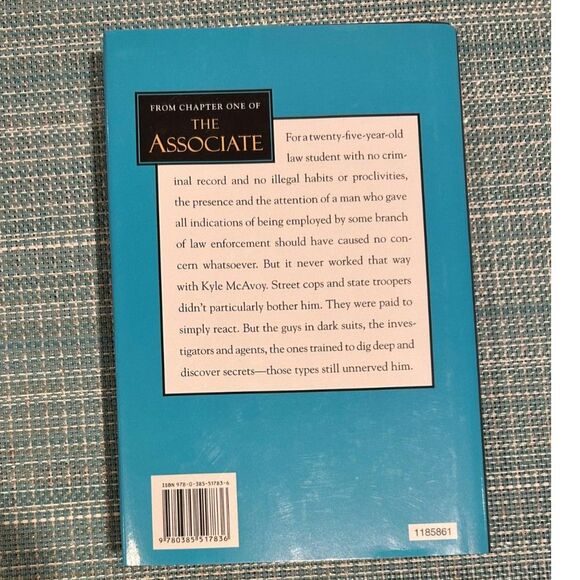 FROM CHAPTER ONE OF
THE
ASSOCIATE
For a twenty-five-year-old
law student with no crim-
inal record and no illegal habits or proclivities,
the presence and the attention of a man who gave
all indications of being employed by some branch
of law enforcement should have caused no con-
cern whatsoever. But it never worked that way
with Kyle McAvoy. Street cops and state troopers
didn't particularly bother him. They were paid to
simply react. But the guys in dark suits, the inves-
tigators and agents, the ones trained to dig deep and
discover secrets—those types still unnerved him.
ISBN 978-0-385-51783-6
9 780385 517836
1185861